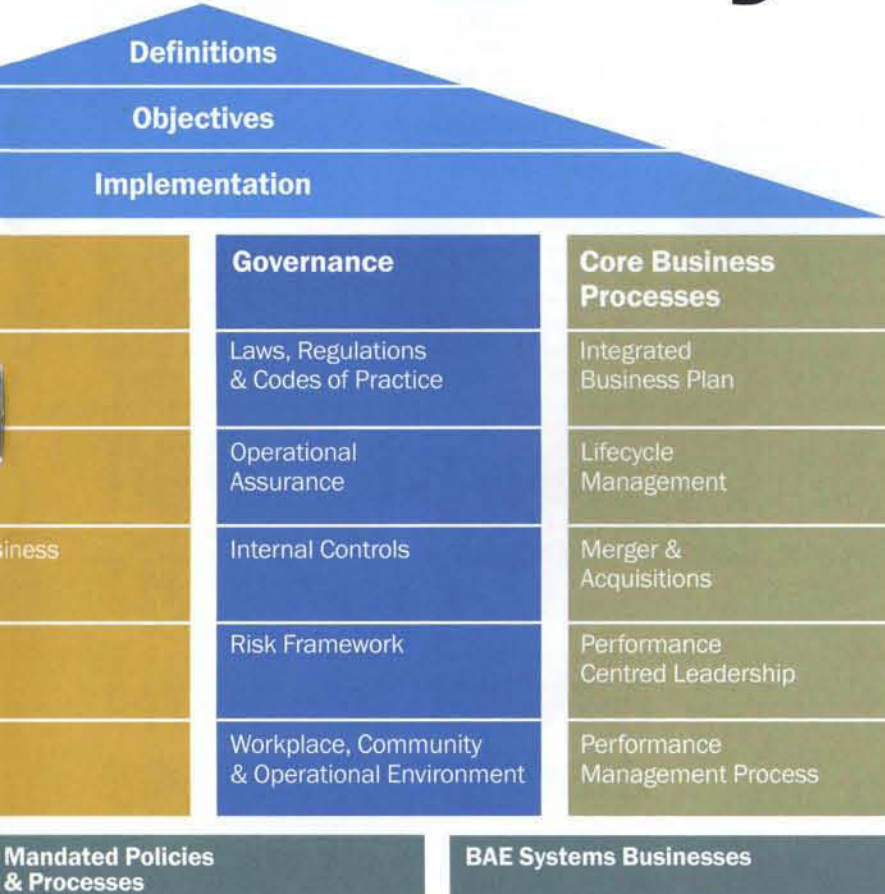 Definitions
Objectives
Implementation
Governance
Laws, Regulations
& Codes of Practice
Operational
Assurance
Internal Controls
Risk Framework
Workplace, Community
& Operational Environment
Core Business
Processes
Integrated
Business Plan
Lifecycle
Management
Merger &
Acquisitions
Performance
Centred Leadership
Performance
Management Process
iness
Mandated Policies
& Processes
BAE Systems Businesses